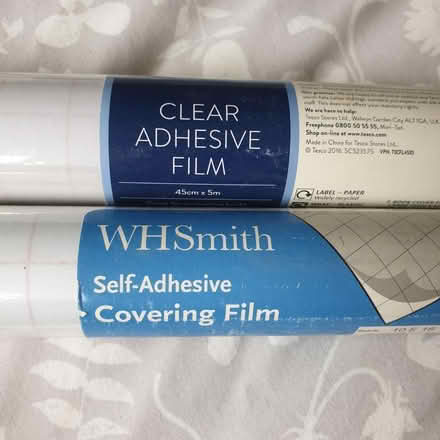 CLEAR
ADHESIVE
FILM
45cm x 5m
We are here to help:
Tesco Stores Ltd., Welwyn Garden City AL7 1GA, U.K.
Freephone 0800 50 55 55, Mon-Sat.
Shop on-line at www.tesco.com
Made in China for Tesco Stores Ltd.
© Tesco 2016.
LABEL – PAPER
Widely recycled
WHSmith
Self-Adhesive
Covering Film